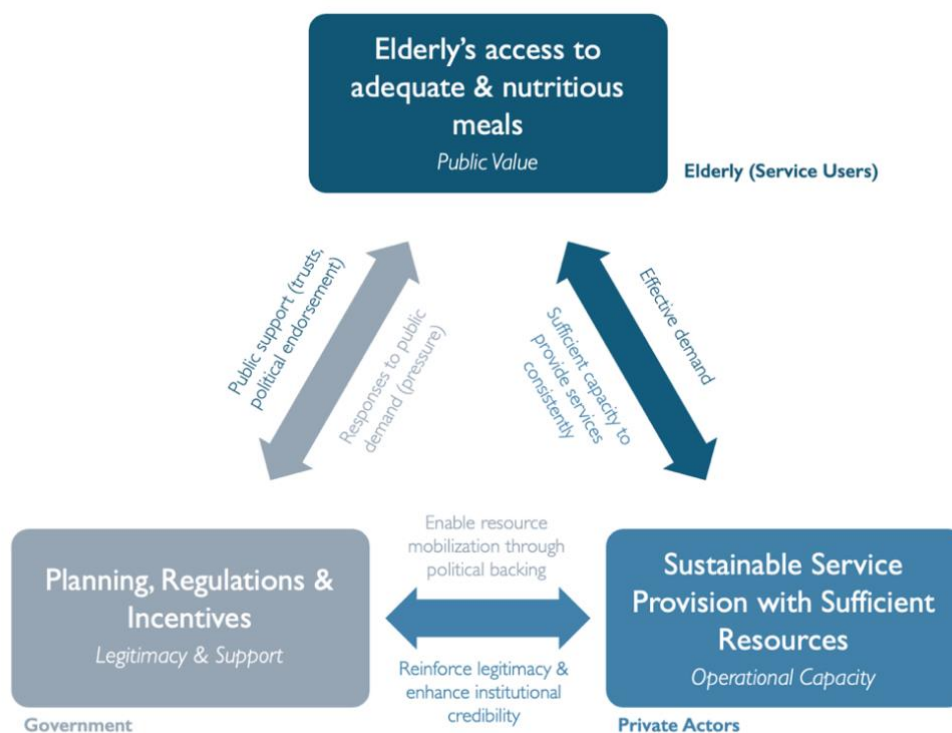 Elderly's access to
adequate & nutritious
meals
Public Value
Elderly (Service Users)
Public support (trusts,
political endorsement)
Responses to public
demand (pressure)
Sufficient capacity to
provide services
consistently
Effective demand
Planning, Regulations &
Incentives
Legitimacy & Support
Government
Enable resource
mobilization through
political backing
Reinforce legitimacy &
enhance institutional
credibility
Sustainable Service
Provision with Sufficient
Resources
Operational Capacity
Private Actors